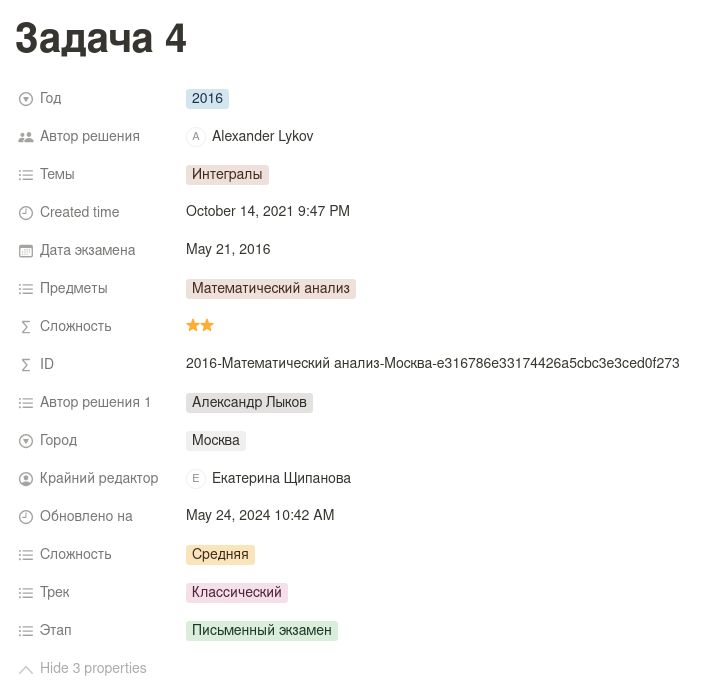 Задача 4
Год 2016
Автор решения A Alexander Lykov
Темы Интегралы
Created time October 14, 2021 9:47 PM
Дата экзамена May 21, 2016
Предметы Математический анализ
Сложность ⭐⭐
ID 2016-Математический анализ-Москва-e316786e33174426a5cbc3e3ced0f273
Автор решения 1 Александр Лыков
Город Москва
Крайний редактор E Екатерина Щипанова
Обновлено на May 24, 2024 10:42 AM
Сложность Средняя
Трек Классический
Этап Письменный экзамен
Hide 3 properties